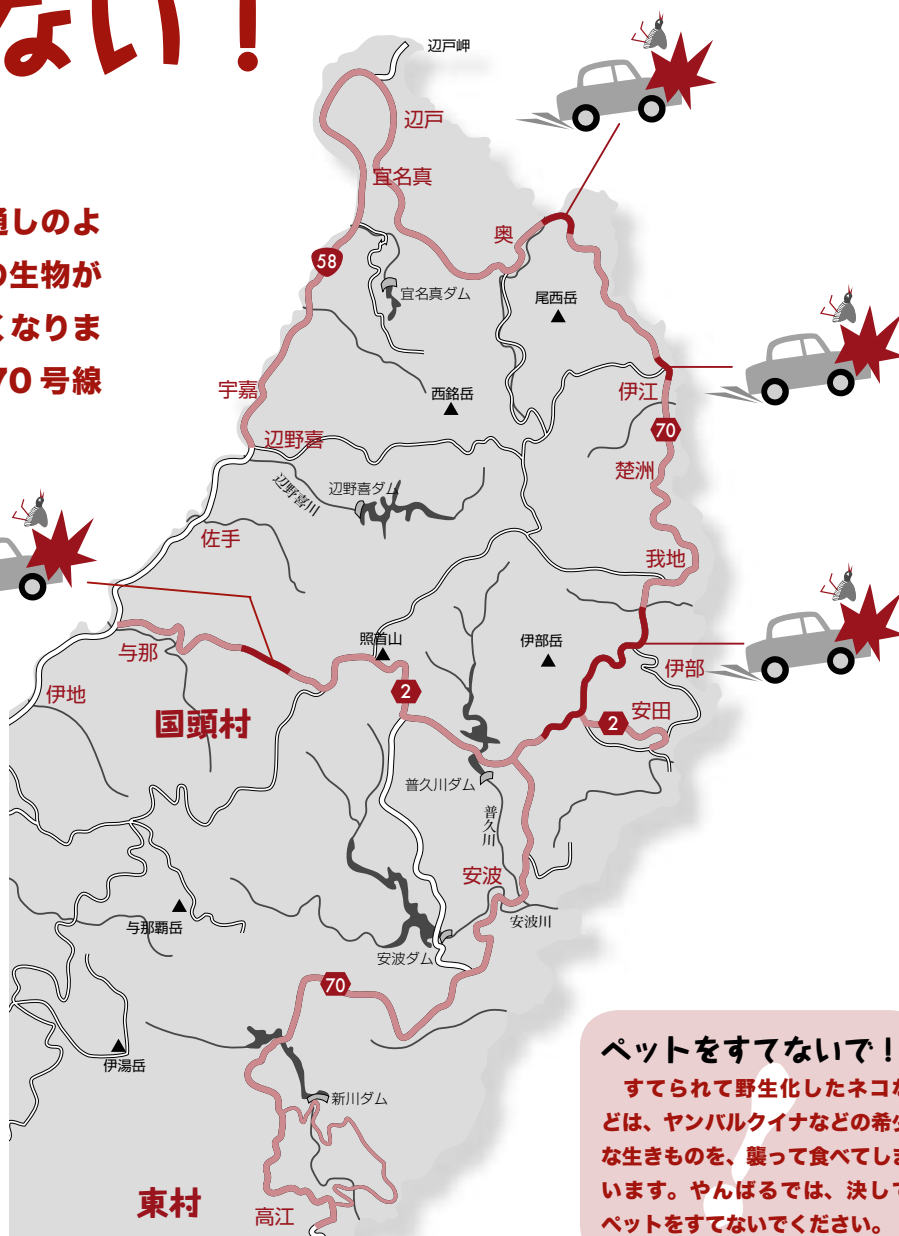 ない！
通しのよ
の生物が
くなりま
70 号線
辺戸岬
辺戸
宜名真
奥
58
宜名真ダム
尾西岳
伊江
宇嘉
西銘岳
70
辺野喜
楚洲
辺野喜川
辺野喜ダム
佐手
我地
与那
照首山
伊部岳
伊部
伊地
2
国頭村
2
安田
普久川ダム
普久川
安波
与那覇岳
安波川
安波ダム
70
伊湯岳
新川ダム
東村
高江
ペットをすてないで！
すてられて野生化したネコな
どは、ヤンバルクイナなどの希少
な生きものを、襲って食べてしま
います。やんばるでは、決して
ペットをすてないでください。